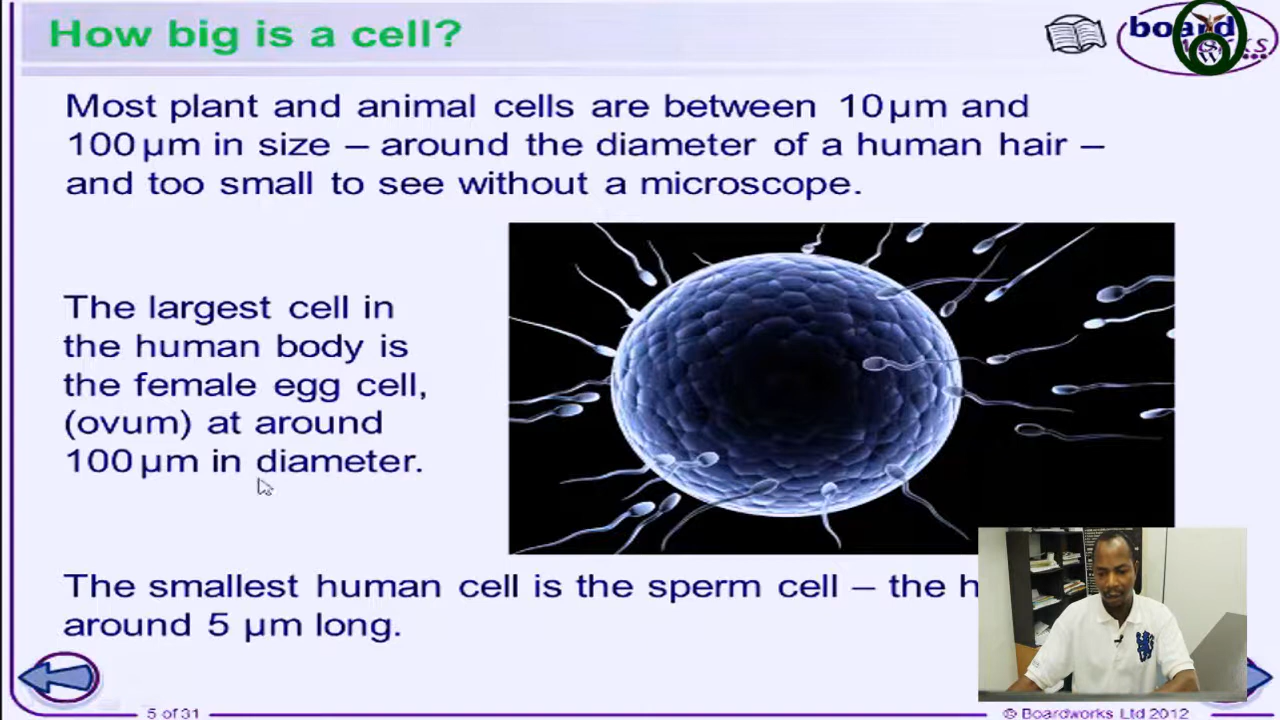 How big is a cell?
board
Most plant and animal cells are between 10 µm and
100 µm in size – around the diameter of a human hair –
and too small to see without a microscope.
The largest cell in
the human body is
the female egg cell,
(ovum) at around
100 µm in diameter.
The smallest human cell is the sperm cell – the h
around 5 µm long.
5 of 31
© Boardworks Ltd 2012